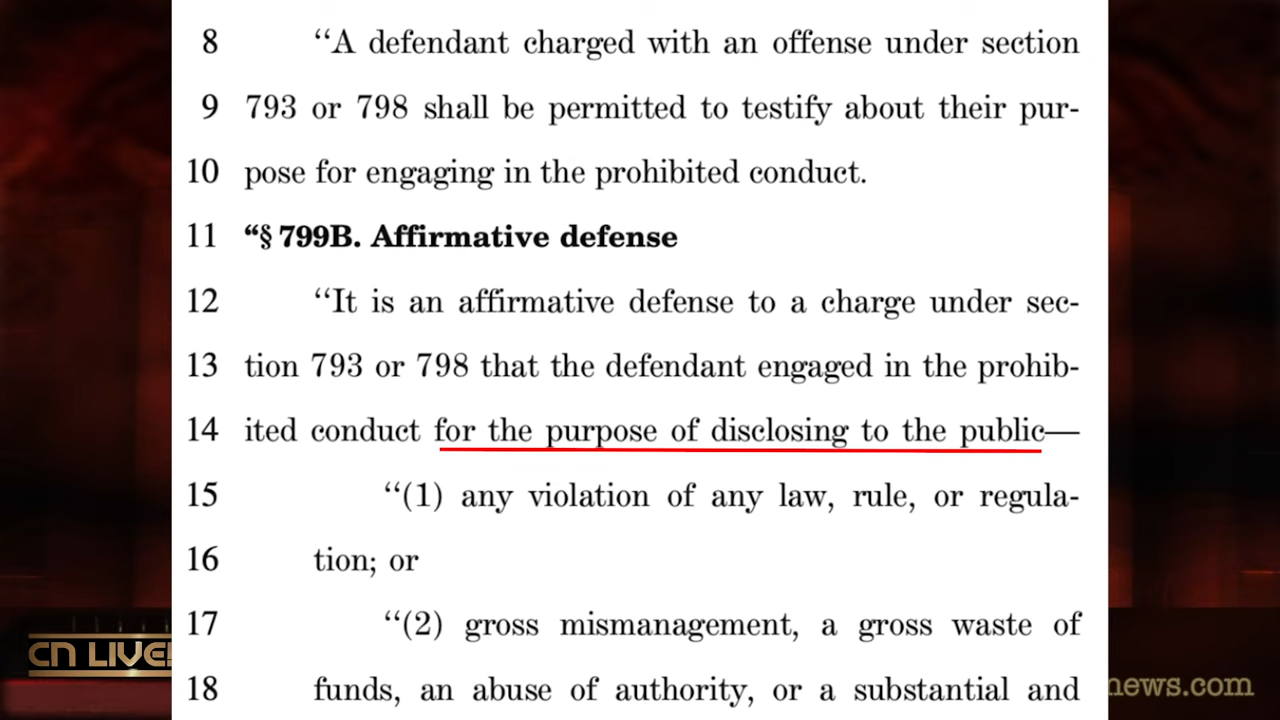 8 ‘‘A defendant charged with an offense under section
9 793 or 798 shall be permitted to testify about their pur-
10 pose for engaging in the prohibited conduct.
11 “§ 799B. Affirmative defense
12 ‘‘It is an affirmative defense to a charge under sec-
13 tion 793 or 798 that the defendant engaged in the prohib-
14 ited conduct for the purpose of disclosing to the public—
15 ‘‘(1) any violation of any law, rule, or regula-
16 tion; or
17 ‘‘(2) gross mismanagement, a gross waste of
18 funds, an abuse of authority, or a substantial and
CN LIVE!
news.com